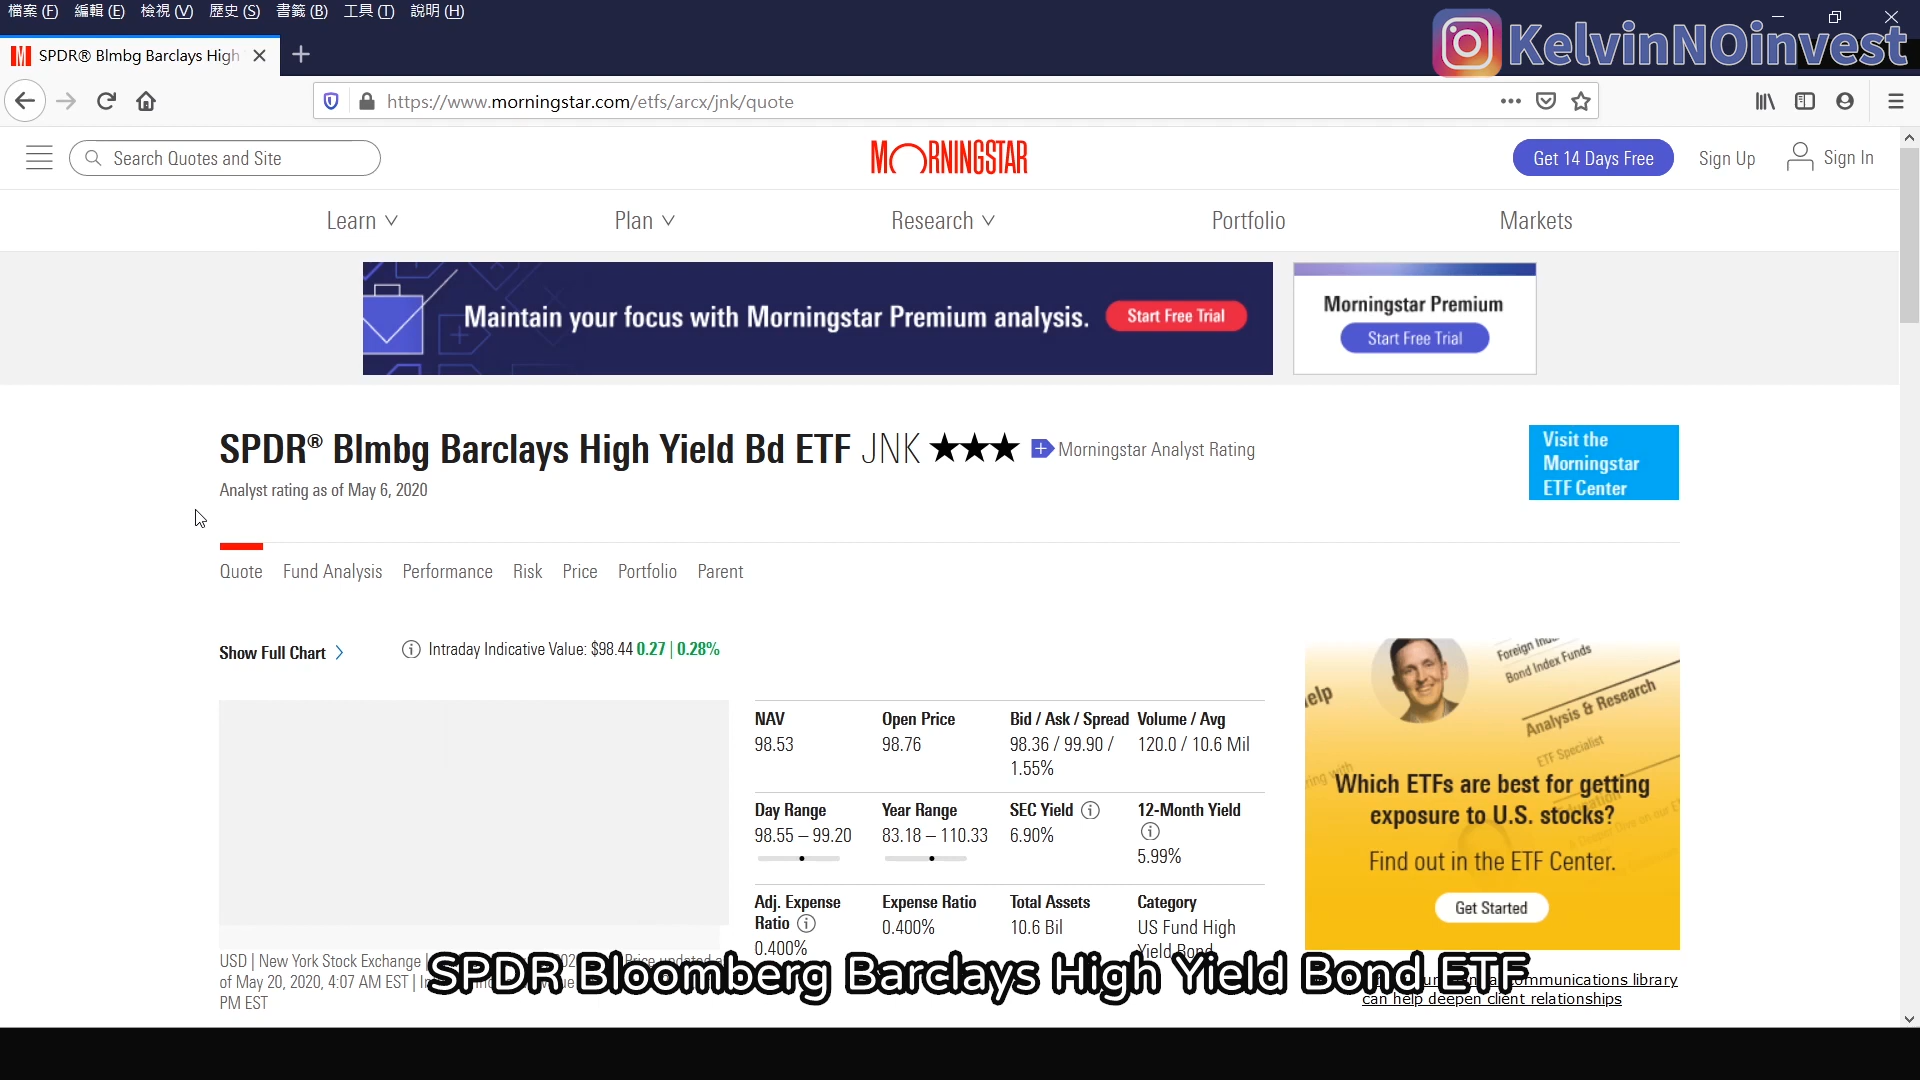 檔案 (F) 編輯 (E) 檢視 (V) 歷史 (S) 書籤 (B) 工具 (T) 說明 (H)
KelvinNOinvest
SPDR® Blmbg Barclays High
https://www.morningstar.com/etfs/arcx/jnk/quote
Search Quotes and Site
MORNINGSTAR
Get 14 Days Free
Sign Up
Sign In
Learn
Plan
Research
Portfolio
Markets
Maintain your focus with Morningstar Premium analysis.
Start Free Trial
Morningstar Premium
Start Free Trial
SPDR® Blmbg Barclays High Yield Bd ETF JNK ★★★ Morningstar Analyst Rating
Analyst rating as of May 6, 2020
Visit the
Morningstar
ETF Center
Quote Fund Analysis Performance Risk Price Portfolio Parent
Show Full Chart
Intraday Indicative Value: $98.44 0.27 | 0.28%
NAV
98.53
Open Price
98.76
Bid / Ask / Spread
98.36 / 99.90 /
1.55%
Volume / Avg
120.0 / 10.6 Mil
Day Range
98.55 – 99.20
Year Range
83.18 – 110.33
SEC Yield
6.90%
12-Month Yield
5.99%
Adj. Expense
Ratio
0.400%
Expense Ratio
0.400%
Total Assets
10.6 Bil
Category
US Fund High
Yield Bond
Foreign
Bond Index Funds
Analysis & Research
ETF Specialist
Education
Which ETFs are best for getting
exposure to U.S. stocks?
Find out in the ETF Center.
Get Started
USD | New York Stock Exchange |
Price updated
of May 20, 2020, 4:07 AM EST |
PM EST
communications library
can help deepen client relationships
SPDR Bloomberg Barclays High Yield Bond ETF